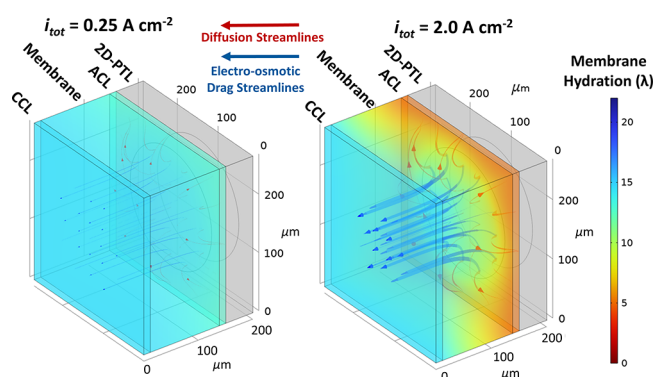 i_tot = 0.25 A cm-2
Diffusion Streamlines
Electro-osmotic
Drag Streamlines
i_tot = 2.0 A cm-2
Membrane
Hydration (λ)
CCL
Membrane
ACL
2D-PTL
200
100
0
200
μm
100
0
200
100
μm
0
CCL
Membrane
ACL
2D-PTL
μm
200
100
0
200
μm
100
0
200
100
μm
0
20
15
10
5
0